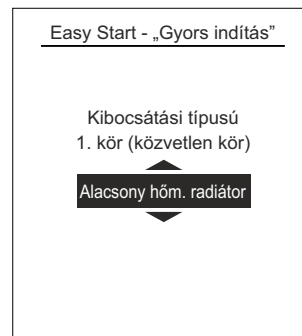 Easy Start - „Gyors indítás”
Kibocsátási típusú
1. kör (közvetlen kör)
Alacsony hőm. radiátor